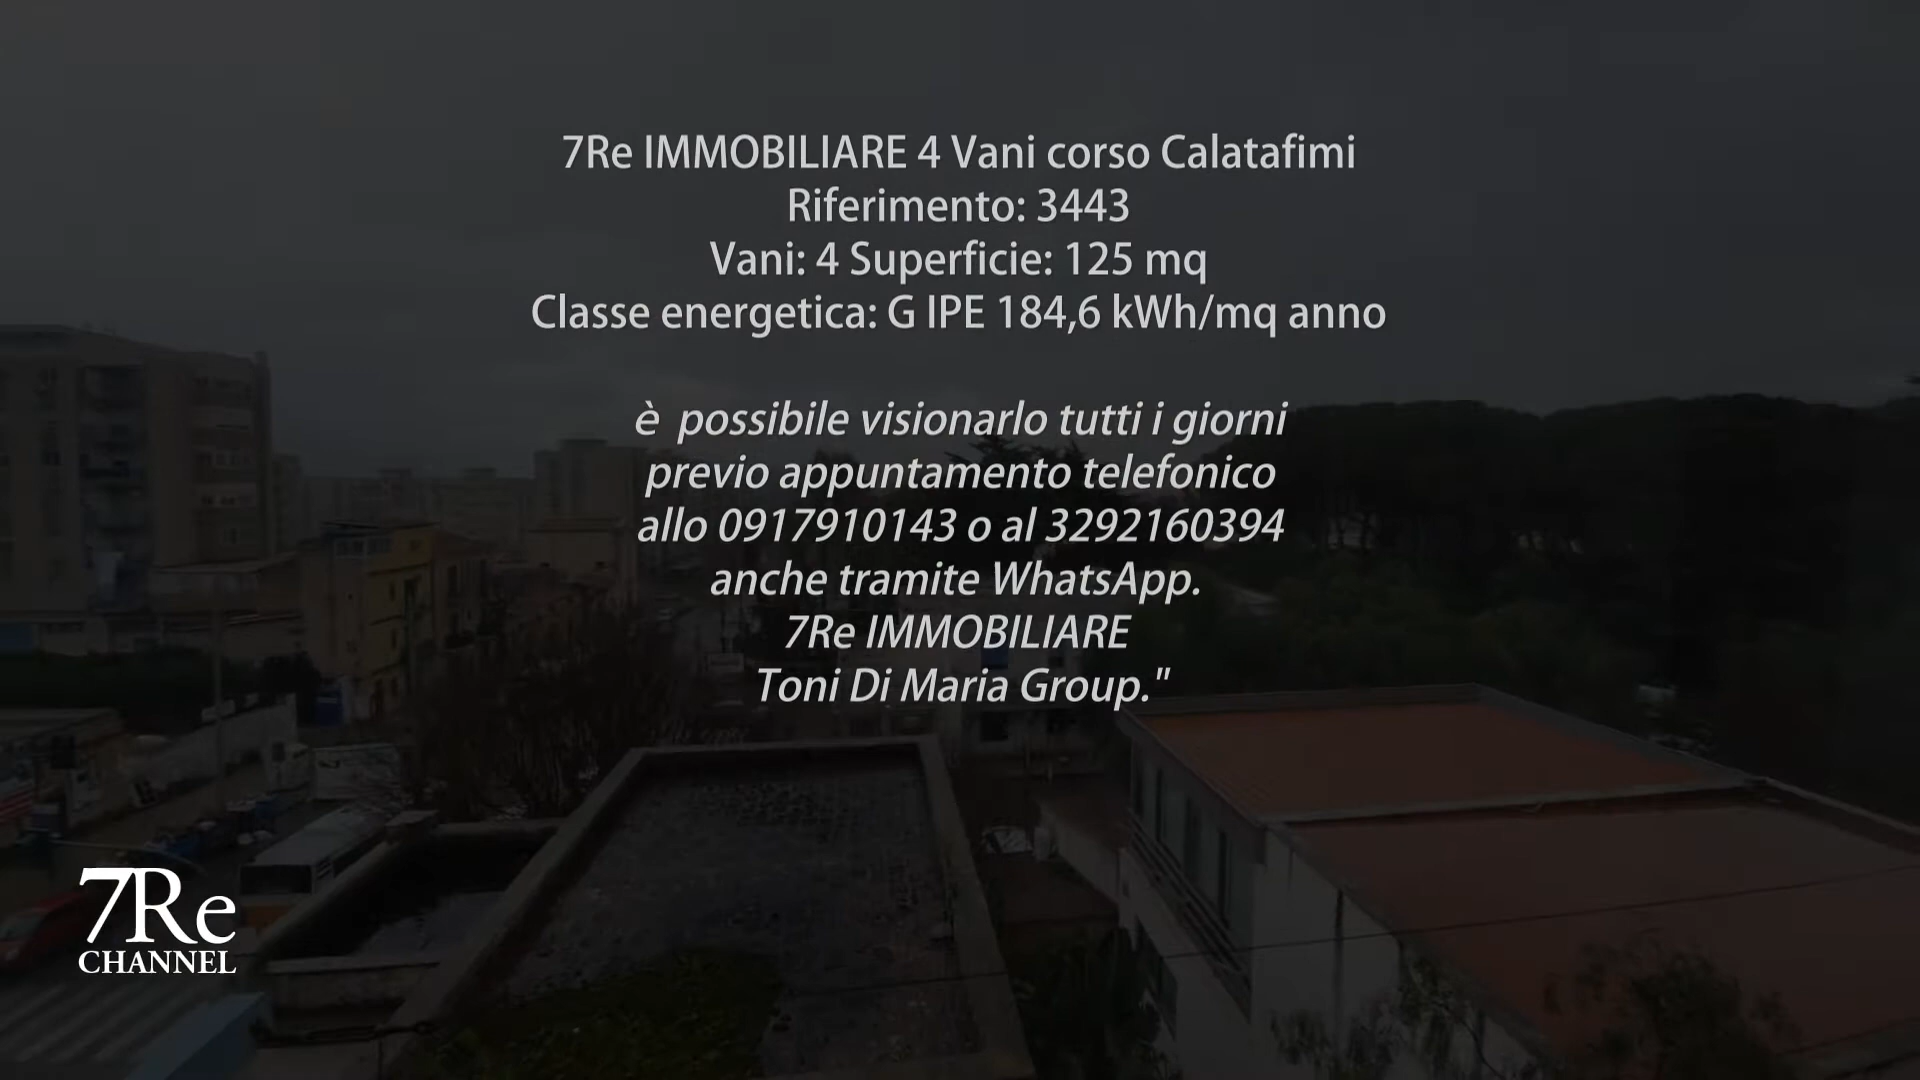 7Re IMMOBILIARE 4 Vani corso Calatafimi
Riferimento: 3443
Vani: 4 Superficie: 125 mq
Classe energetica: G IPE 184,6 kWh/mq anno
è possibile visionarlo tutti i giorni
previo appuntamento telefonico
allo 0917910143 o al 3292160394
anche tramite WhatsApp.
7Re IMMOBILIARE
Toni Di Maria Group."
7Re
CHANNEL